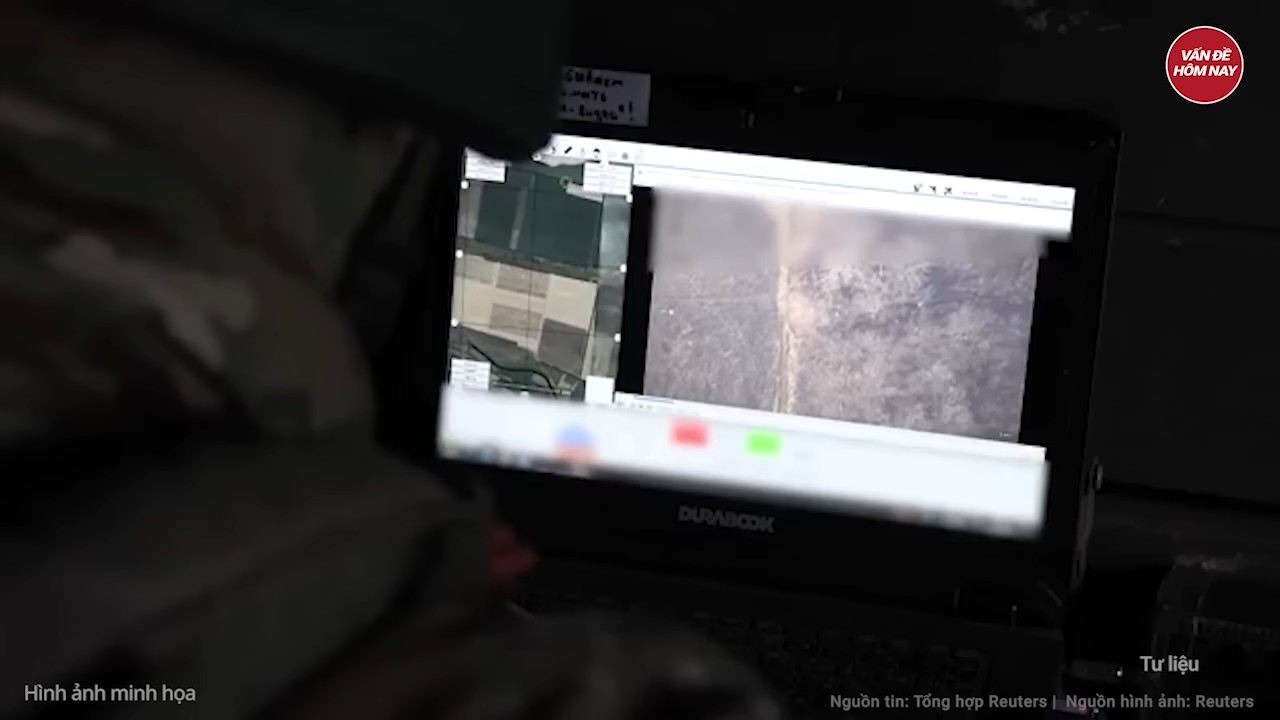 VẤN ĐỀ
HÔM NAY
DURABOOK
Tư liệu
Hình ảnh minh họa
Nguồn tin: Tổng hợp Reuters | Nguồn hình ảnh: Reuters